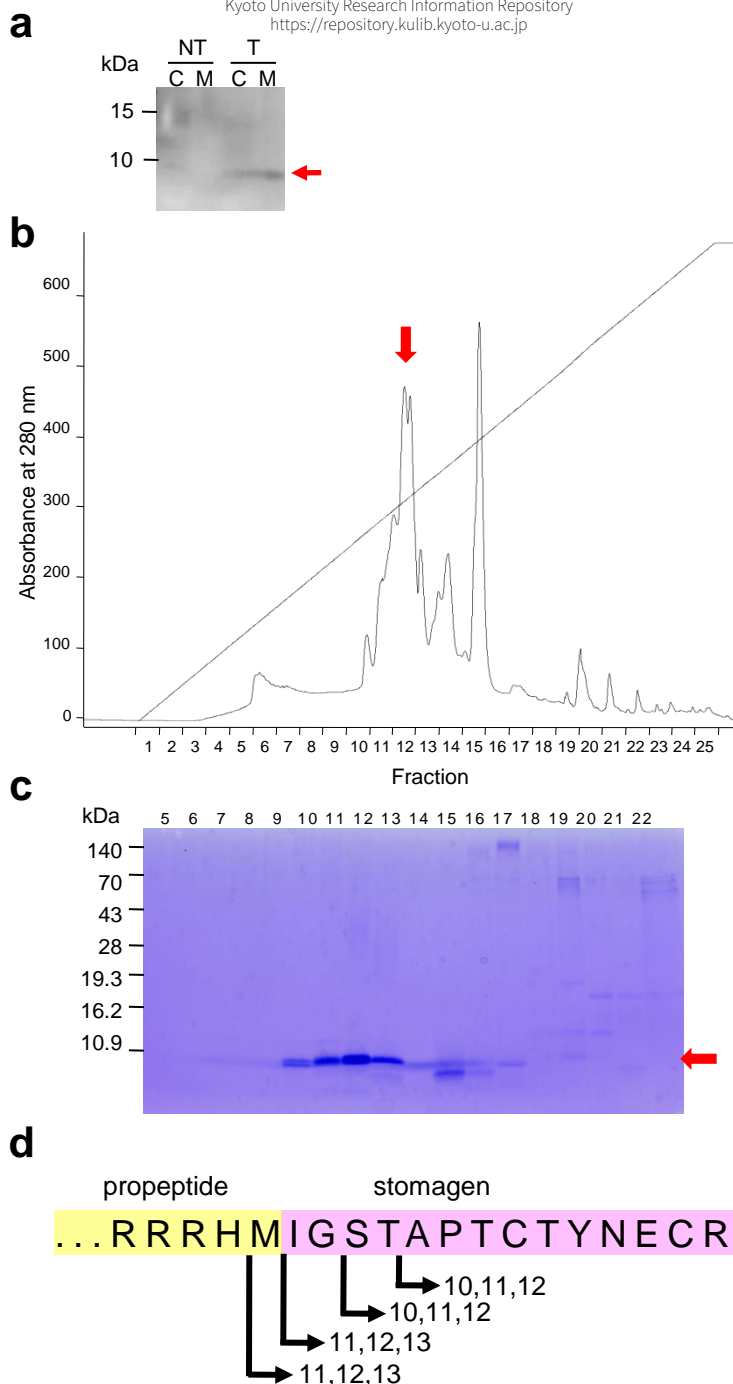 Kyoto University Research Information Repository
https://repository.kulib.kyoto-u.ac.jp
a
NT T
kDa C M C M
15
10
b
600
500
400
300
200
100
0
Absorbance at 280 nm
1 2 3 4 5 6 7 8 9 10 11 12 13 14 15 16 17 18 19 20 21 22 23 24 25
Fraction
c
kDa 5 6 7 8 9 10 11 12 13 14 15 16 17 18 19 20 21 22
140
70
43
28
19.3
16.2
10.9
d
propeptide stomagen
...RRRHMIGSTAPTCTYNECR
10,11,12
10,11,12
11,12,13
11,12,13